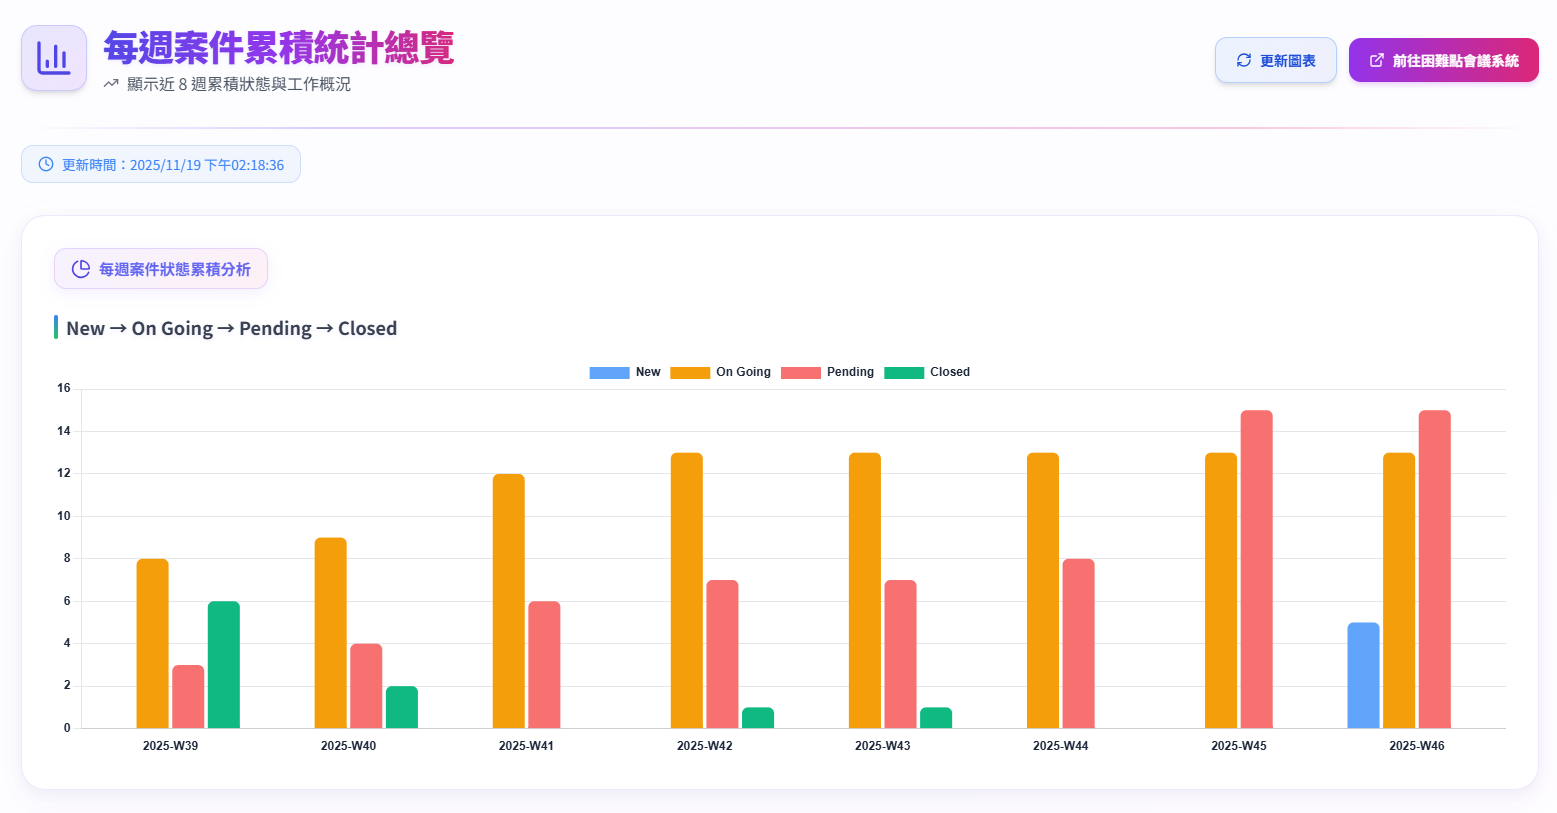 每週案件累積統計總覽
顯示近 8 週累積狀態與工作概況
更新圖表
前往困難點會議系統
更新時間：2025/11/19 下午02:18:36
每週案件狀態累積分析
New → On Going → Pending → Closed
New On Going Pending Closed
16
14
12
10
8
6
4
2
0
2025-W39 2025-W40 2025-W41 2025-W42 2025-W43 2025-W44 2025-W45 2025-W46